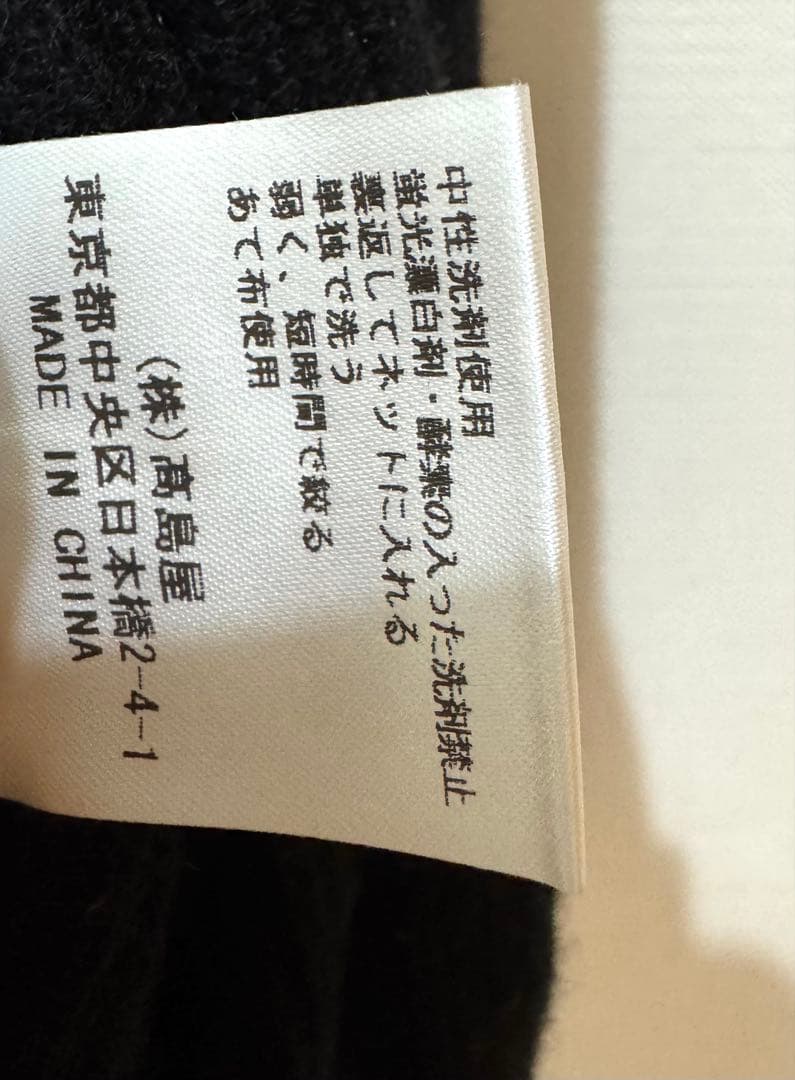 中性洗剤使用
蛍光漂白剤・酵素の入った洗剤禁止
裏返してネットに入れる
単独で洗う
弱く、短時間で絞る
あて布使用
(株)髙島屋
東京都中央区日本橋2-4-1
MADE IN CHINA